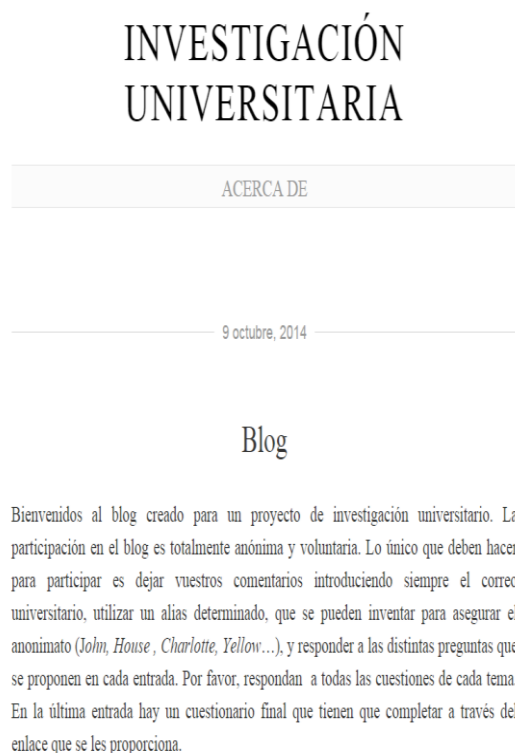 INVESTIGACIÓN
UNIVERSITARIA
ACERCA DE
9 octubre, 2014
Blog
Bienvenidos al blog creado para un proyecto de investigación universitario. La
participación en el blog es totalmente anónima y voluntaria. Lo único que deben hacer
para participar es dejar vuestros comentarios introduciendo siempre el correo
universitario, utilizar un alias determinado, que se pueden inventar para asegurar el
anonimato (John, House , Charlotte, Yellow…), y responder a las distintas preguntas que
se proponen en cada entrada. Por favor, respondan a todas las cuestiones de cada tema.
En la última entrada hay un cuestionario final que tienen que completar a través del
enlace que se les proporciona.